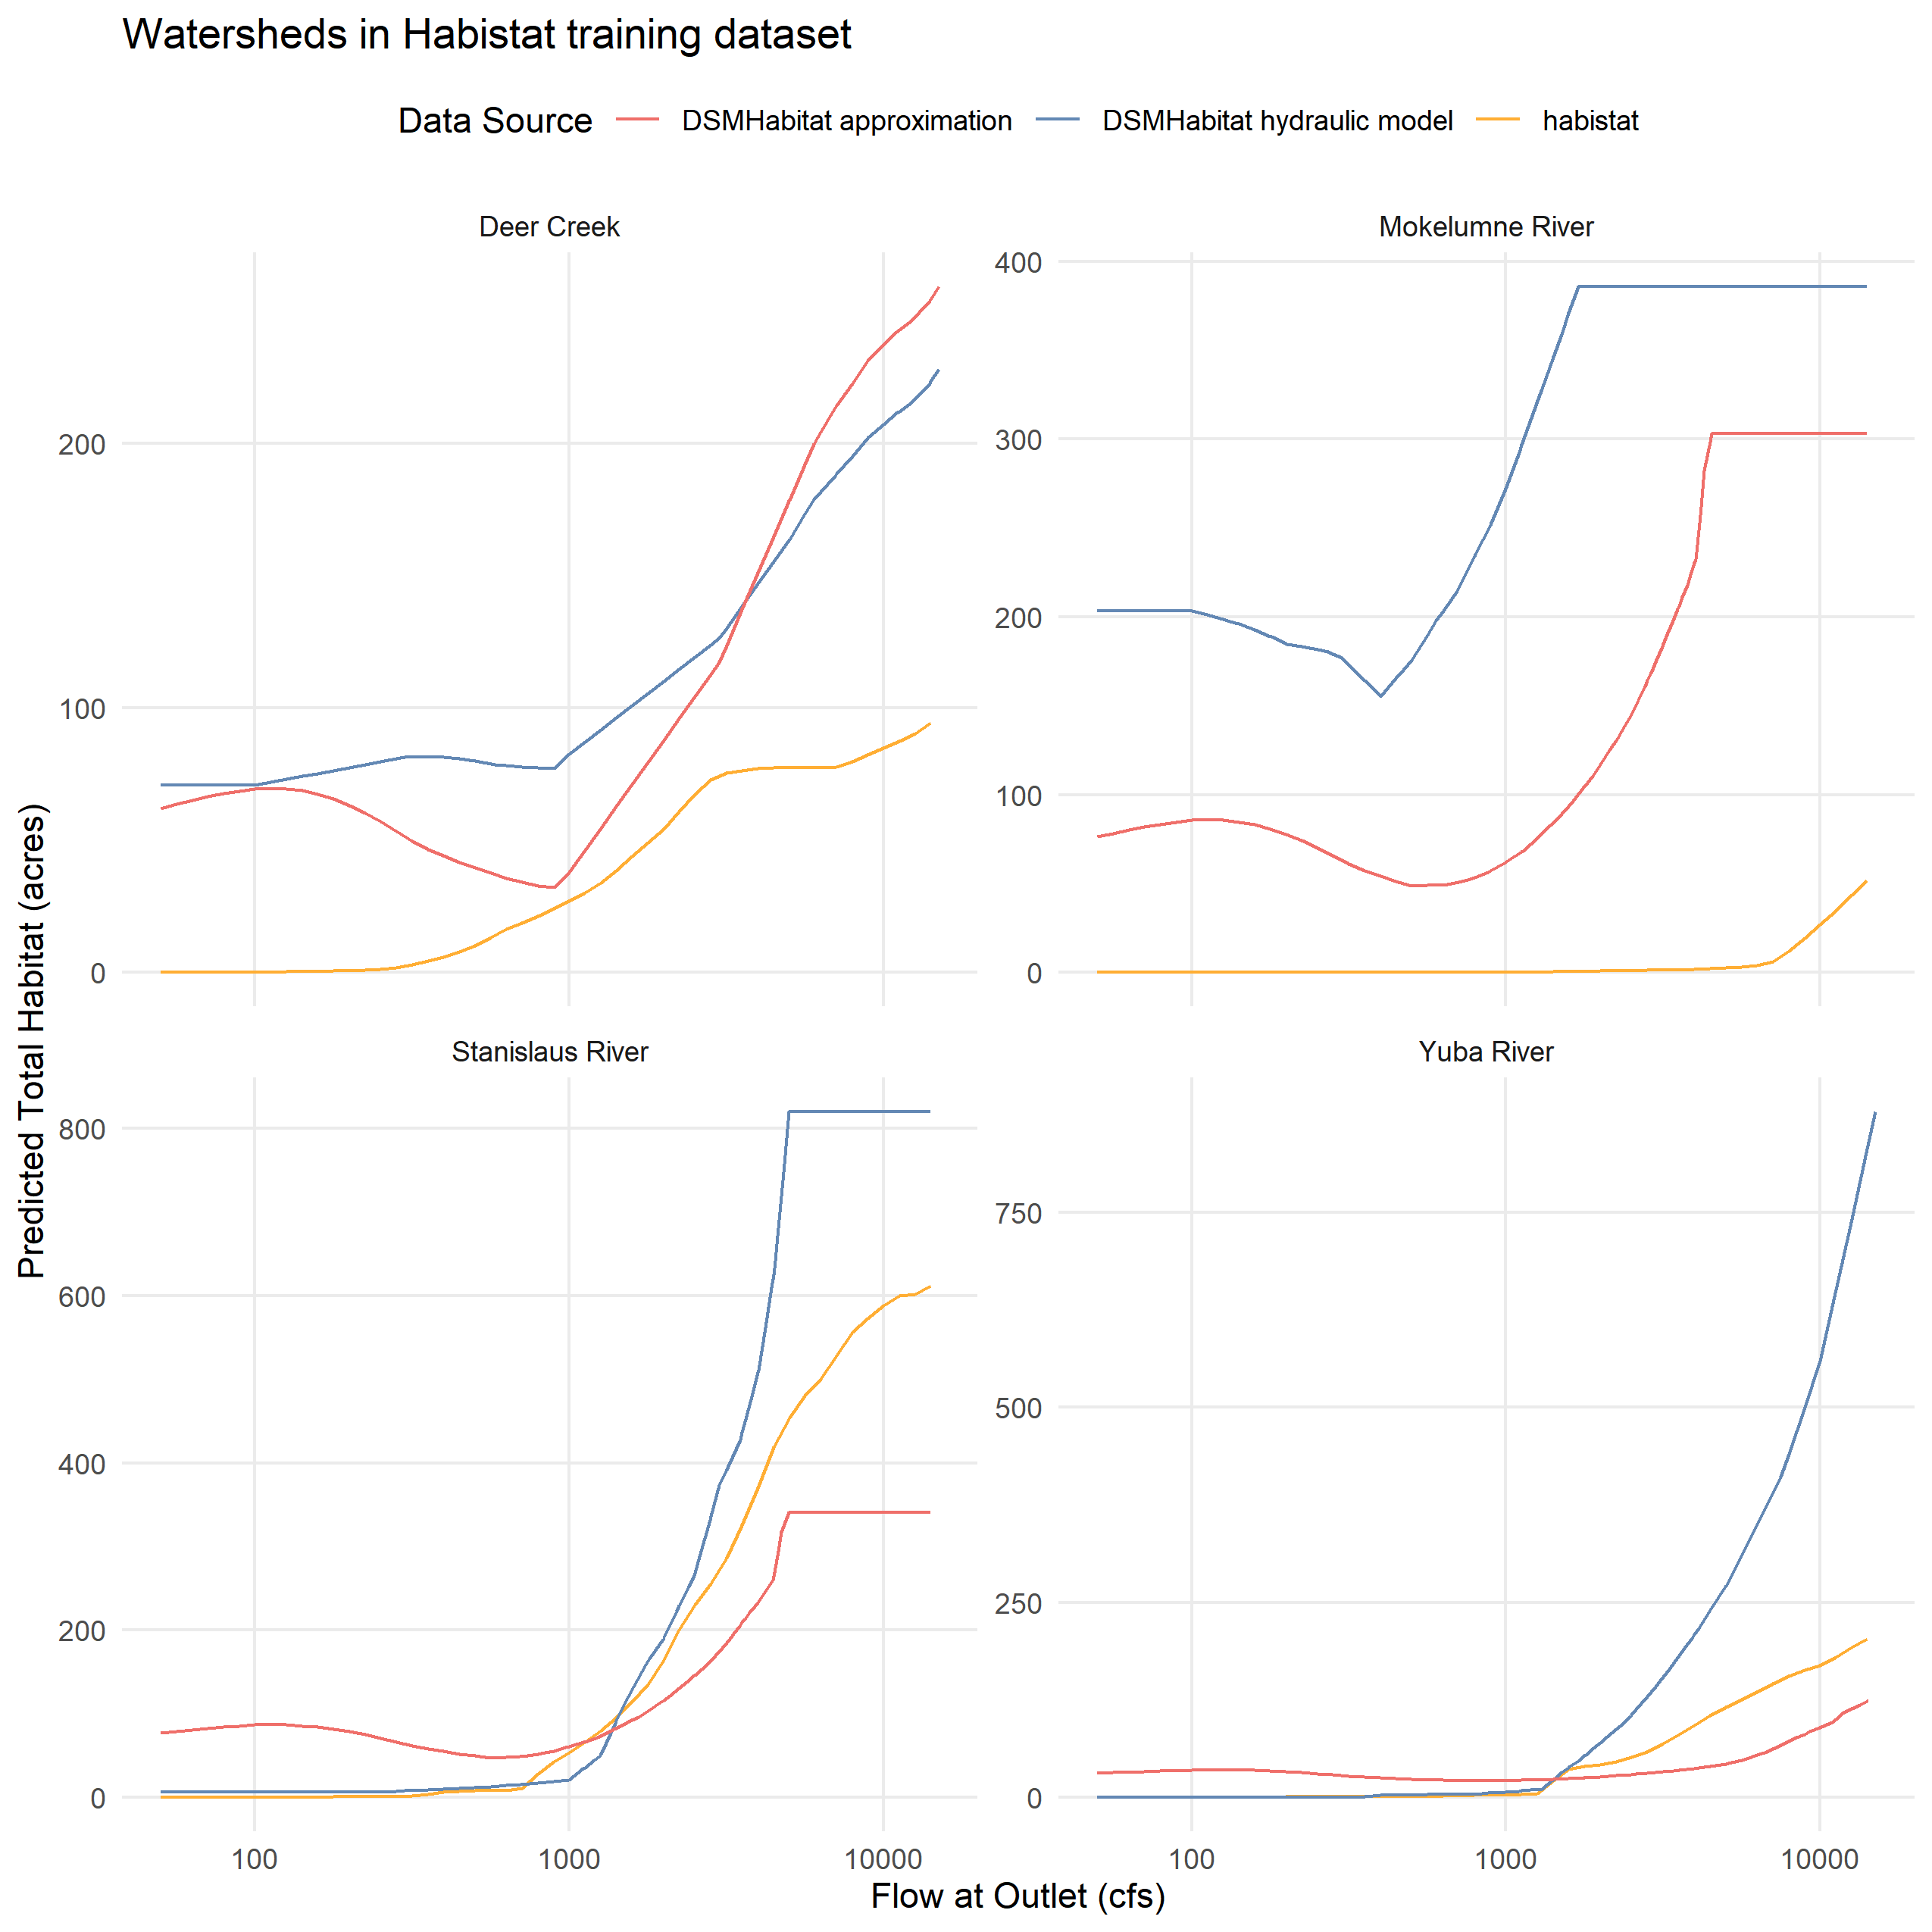 Watersheds in Habistat training dataset
Data Source DSMHabitat approximation DSMHabitat hydraulic model habistat
Deer Creek
Mokelumne River
200
100
0
400
300
200
100
0
Stanislaus River
Yuba River
800
600
400
200
0
750
500
250
0
100 1000 10000
100 1000 10000
Flow at Outlet (cfs)
Predicted Total Habitat (acres)